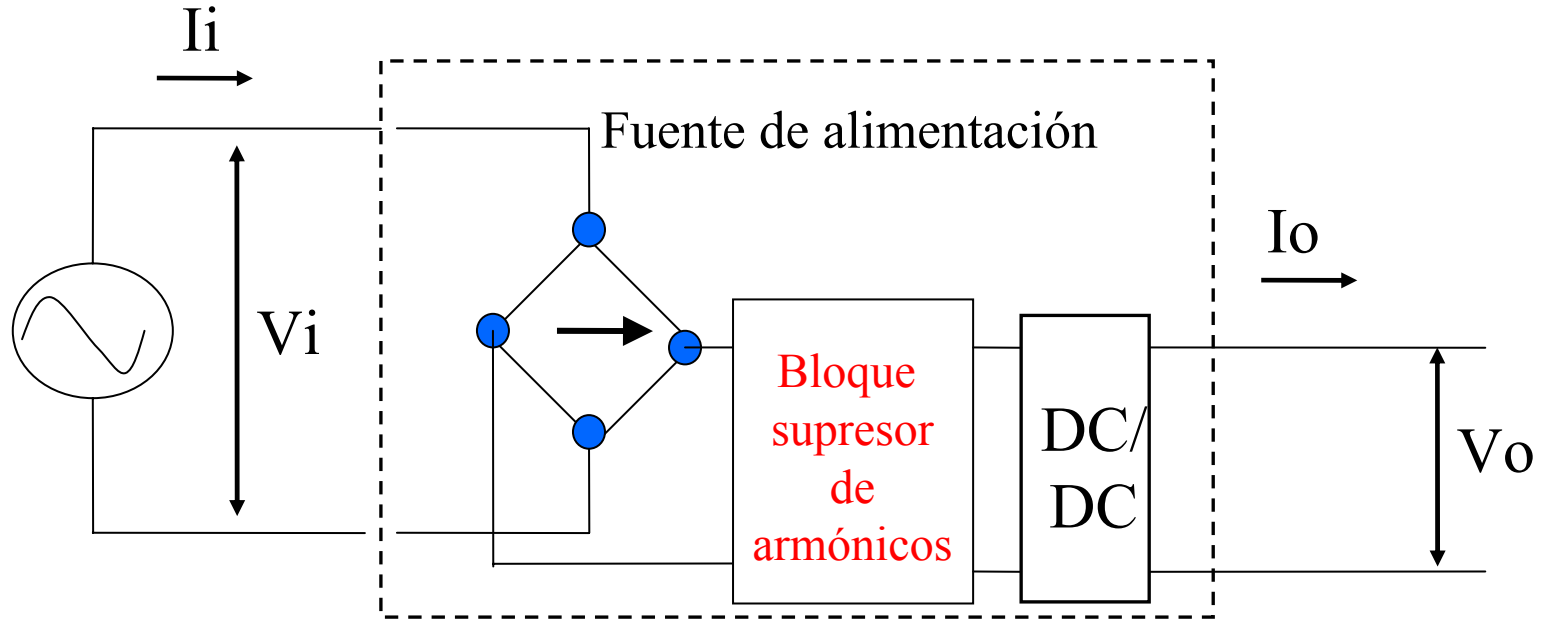 Ii
Fuente de alimentación
Io
Vi
Bloque
supresor
de
armónicos
DC/
DC
Vo